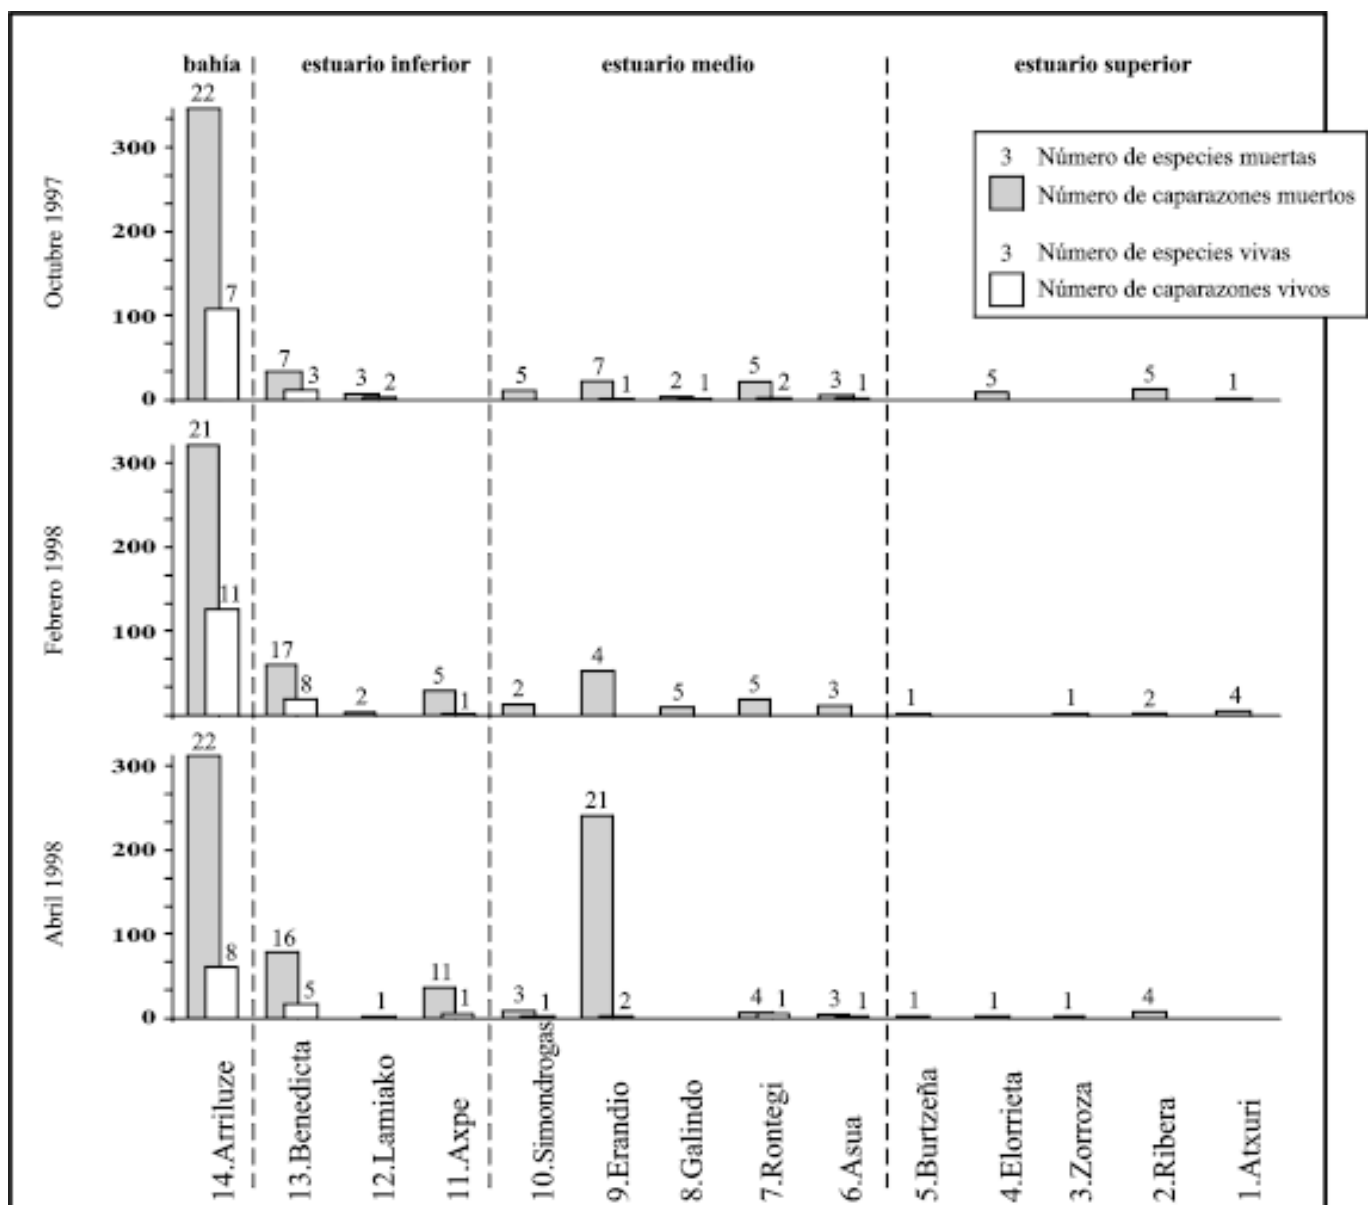 bahía estuario inferior estuario medio estuario superior
3 Número de especies muertas
Número de caparazones muertos
3 Número de especies vivas
Número de caparazones vivos
Octubre 1997
300
200
100
0
22 7 7 3 3 2 5 7 1 2 1 5 2 3 1 5 5 1
Febrero 1998
300
200
100
21 11 17 8 2 5 1 2 4 5 5 3 1 1 2 4
Abril 1998
300
200
100
0
22 8 16 5 1 11 1 3 1 21 2 4 1 3 1 1 1 1 4
14.Arriluze
13.Benedicta
12.Lamiako
11.Axpe
10.Simondrogas
9.Erandio
8.Galindo
7.Rontegi
6.Asua
5.Burtzeña
4.Elorrieta
3.Zorroza
2.Ribera
1.Atxuri